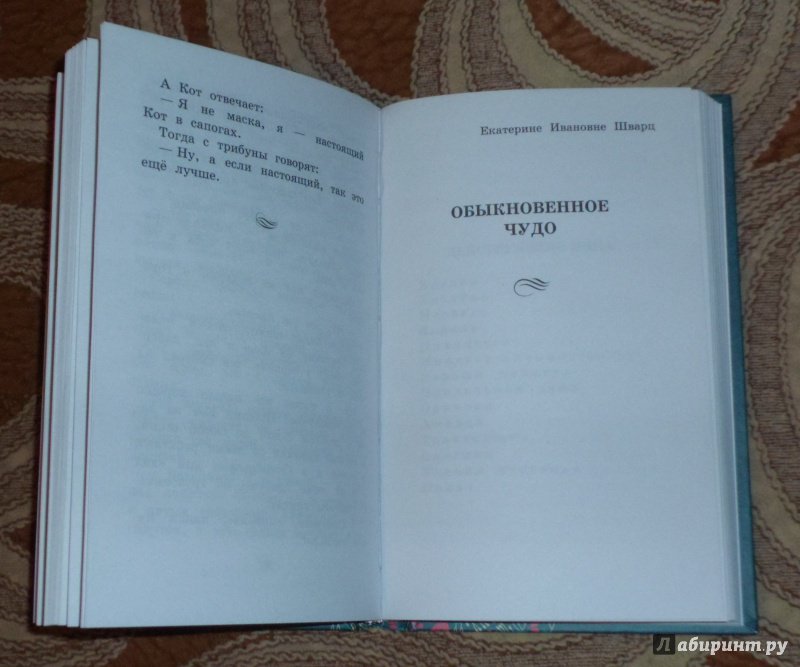 А Кот отвечает:
— Я не маска, я — настоящий
Кот в сапогах.
Тогда с трибуны говорят:
— Ну, а если настоящий, так это
ещё лучше.
Екатерине Ивановне Шварц
ОБЫКНОВЕННОЕ
ЧУДО
Лабиринт.ру